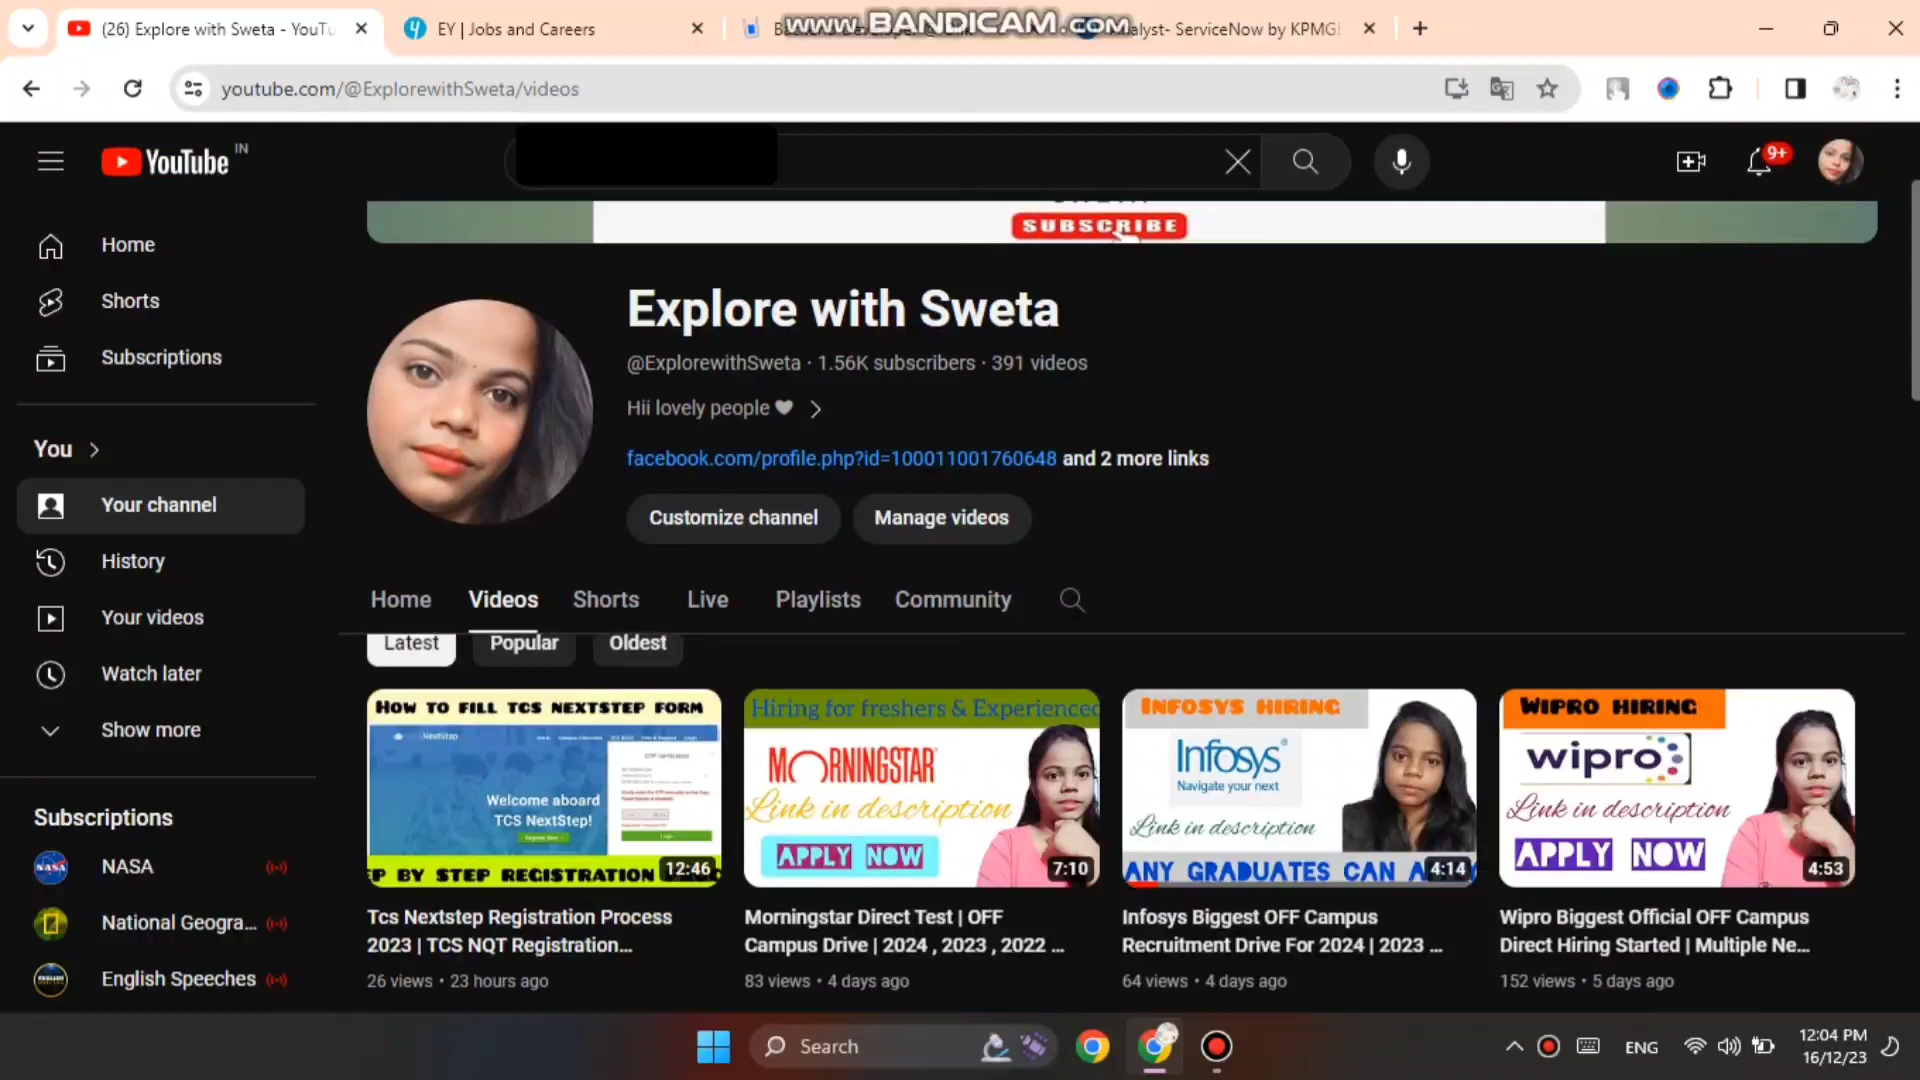 (26) Explore with Sweta - YouTu
EY | Jobs and Careers
www.BANDICAM.com
Analyst- ServiceNow by KPMG
youtube.com/@ExplorewithSweta/videos
YouTube IN
9+
SUBSCRIBE
Home
Shorts
Subscriptions
You
Your channel
History
Your videos
Watch later
Show more
Subscriptions
NASA
National Geogra...
English Speeches
Explore with Sweta
@ExplorewithSweta · 1.56K subscribers · 391 videos
Hii lovely people
facebook.com/profile.php?id=100011001760648 and 2 more links
Customize channel
Manage videos
Home
Videos
Shorts
Live
Playlists
Community
Latest
Popular
Oldest
HOW TO FILL TCS NEXTSTEP FORM
NextStep
Welcome aboard
TCS NextStep!
EP BY STEP REGISTRATION
12:46
Tcs Nextstep Registration Process
2023 | TCS NQT Registration...
26 views • 23 hours ago
Hiring for freshers & Experienced
MORNINGSTAR
Link in description
APPLY NOW
7:10
Morningstar Direct Test | OFF
Campus Drive | 2024 , 2023 , 2022 ...
83 views • 4 days ago
INFOSYS HIRING
Infosys
Navigate your next
Link in description
ANY GRADUATES CAN A
4:14
Infosys Biggest OFF Campus
Recruitment Drive For 2024 | 2023 ...
64 views • 4 days ago
WIPRO HIRING
wipro
Link in description
APPLY NOW
4:53
Wipro Biggest Official OFF Campus
Direct Hiring Started | Multiple Ne...
152 views • 5 days ago
Search
ENG
12:04 PM
16/12/23